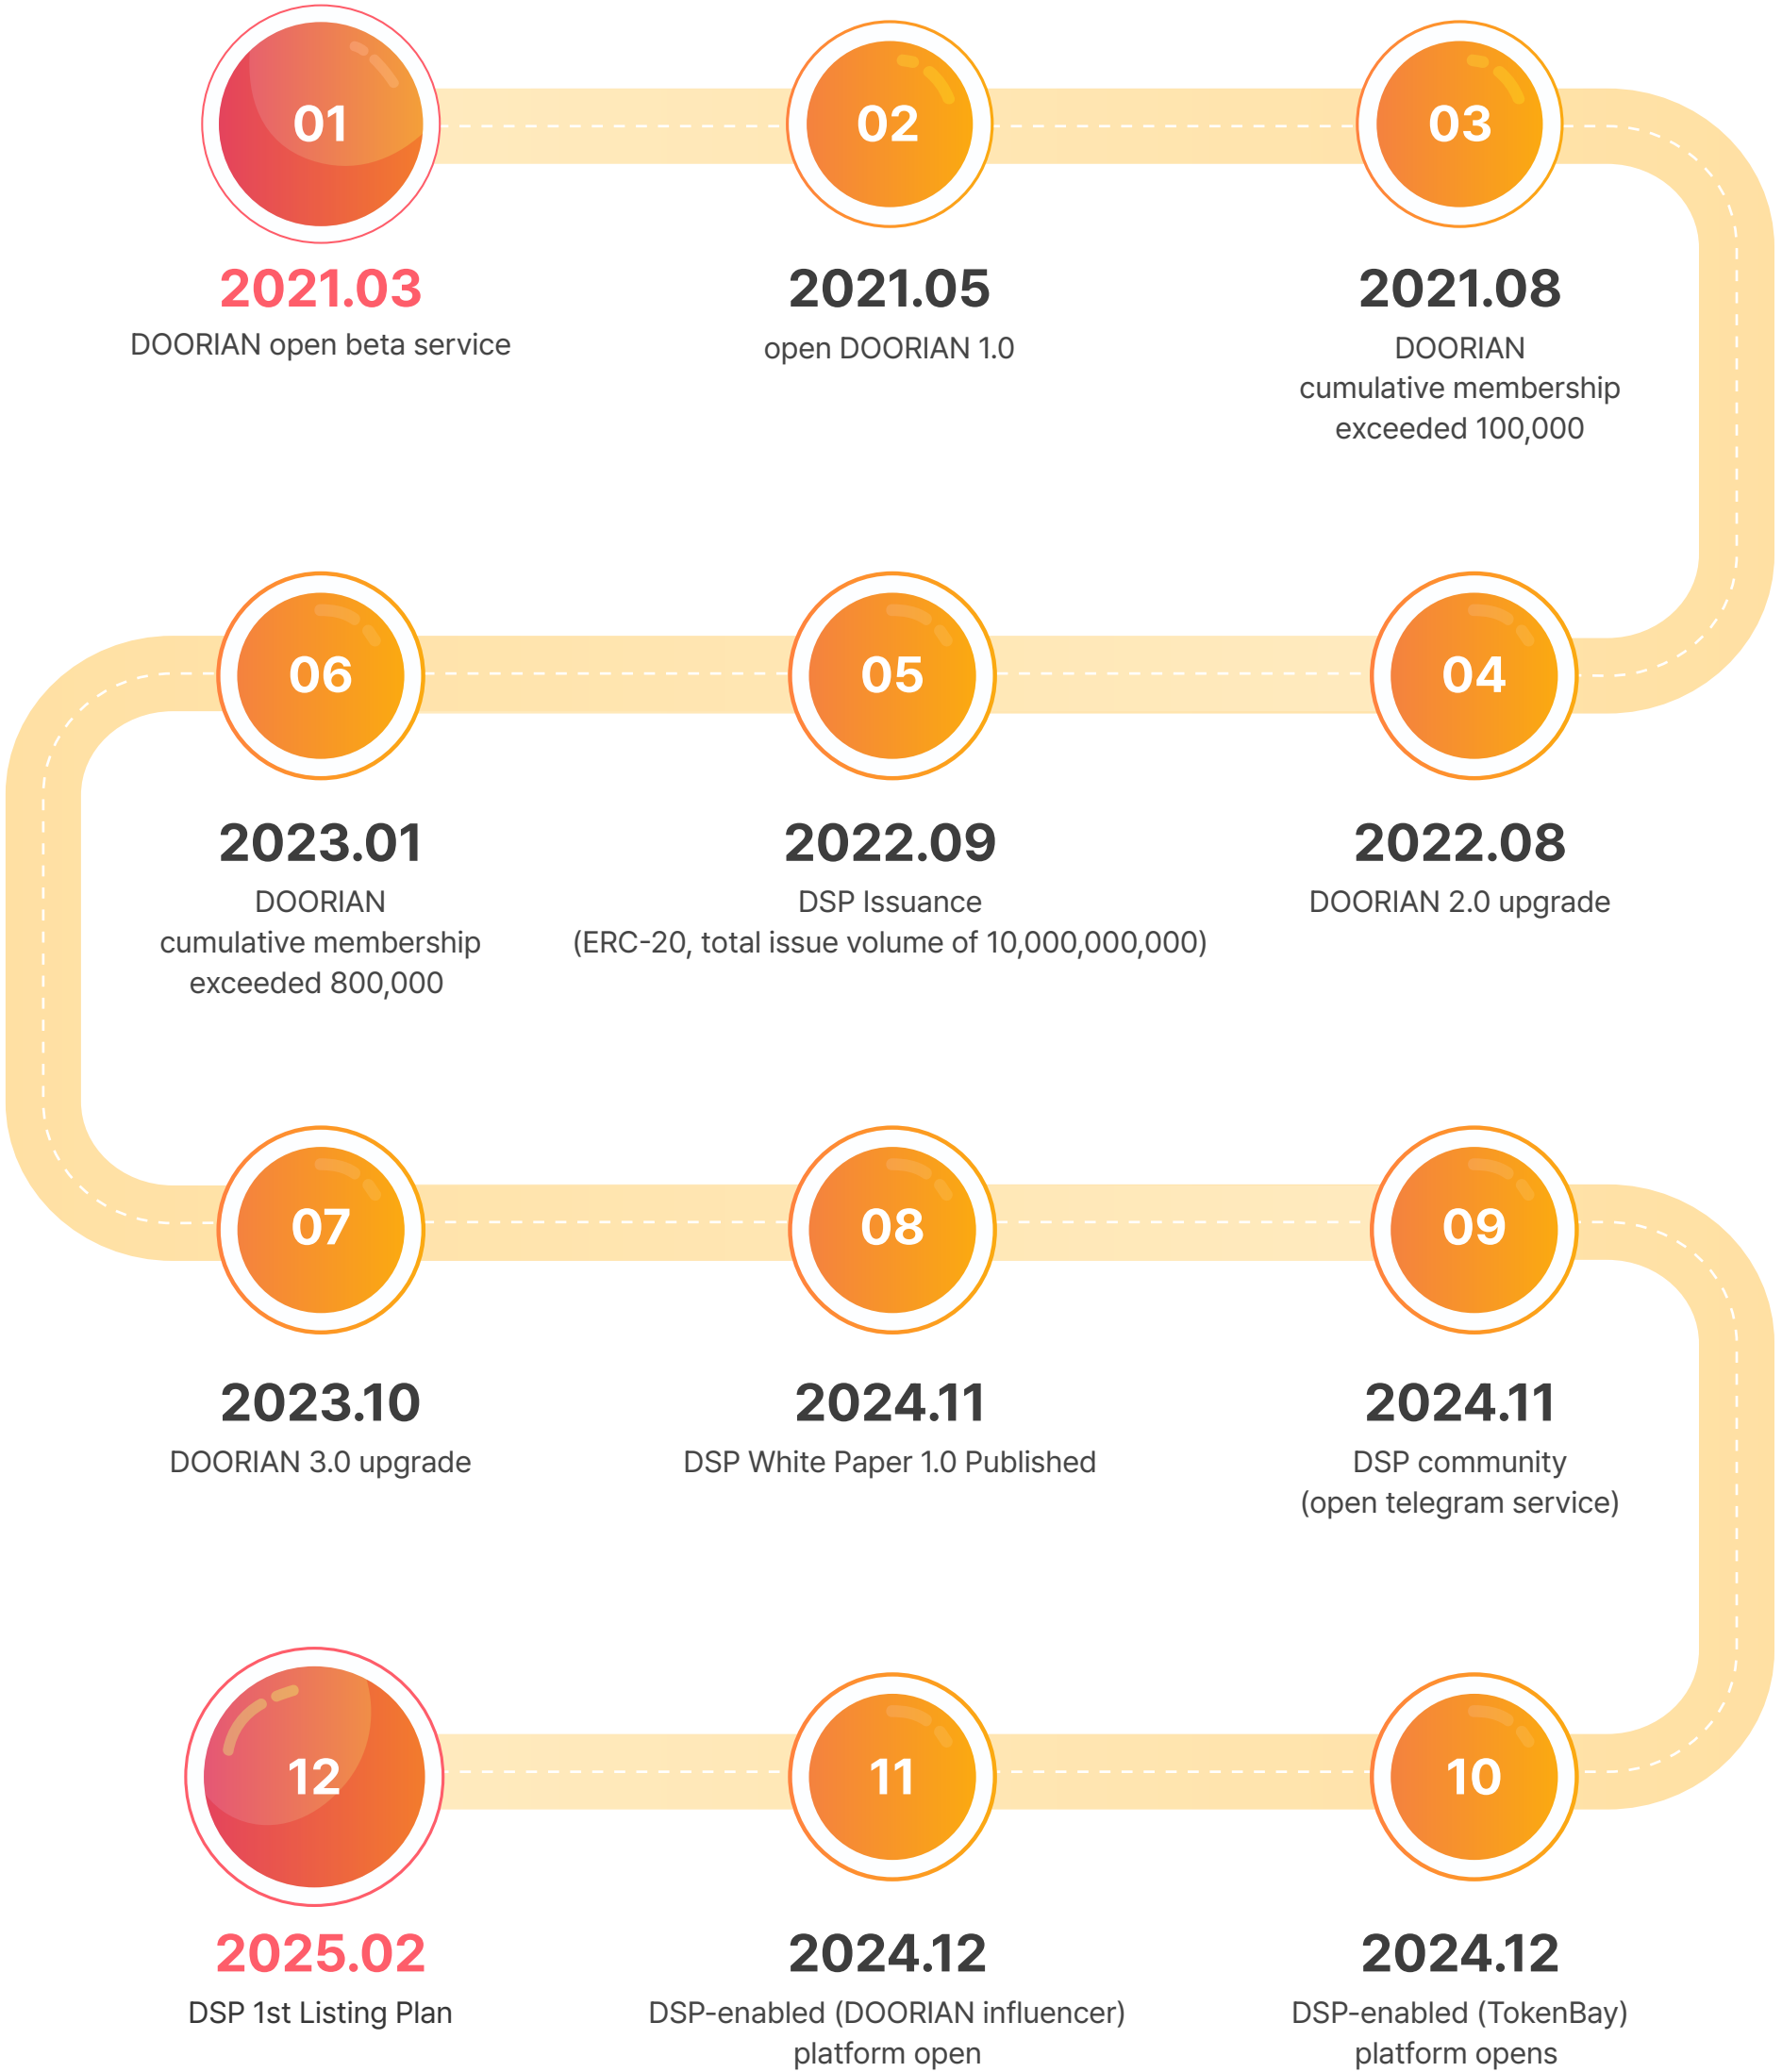 01
02
03
2021.03
DOORIAN open beta service
2021.05
open DOORIAN 1.0
2021.08
DOORIAN
cumulative membership
exceeded 100,000
04
2022.08
DOORIAN 2.0 upgrade
05
2022.09
DSP Issuance
(ERC-20, total issue volume of 10,000,000,000)
06
2023.01
DOORIAN
cumulative membership
exceeded 800,000
07
2023.10
DOORIAN 3.0 upgrade
08
2024.11
DSP White Paper 1.0 Published
09
2024.11
DSP community
(open telegram service)
10
2024.12
DSP-enabled (TokenBay)
platform opens
11
2024.12
DSP-enabled (DOORIAN influencer)
platform open
12
2025.02
DSP 1st Listing Plan